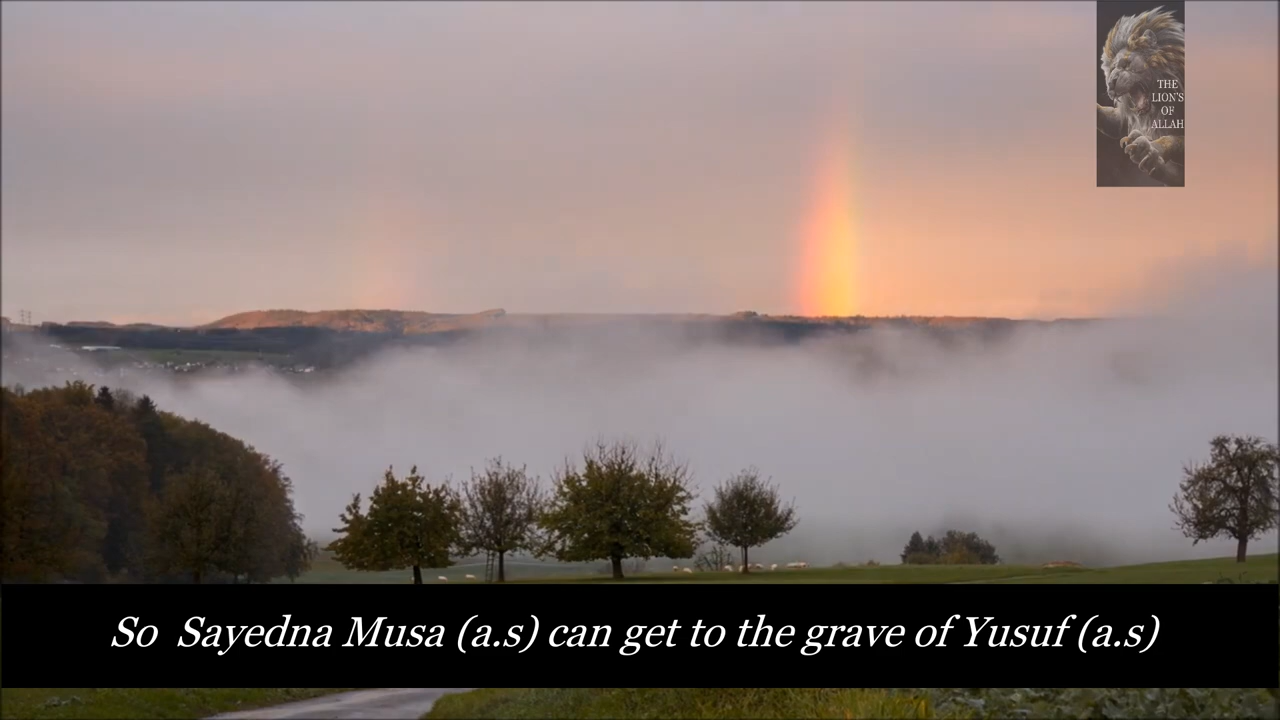 THE
LION'S
OF
ALLAH
So Sayedna Musa (a.s) can get to the grave of Yusuf (a.s)